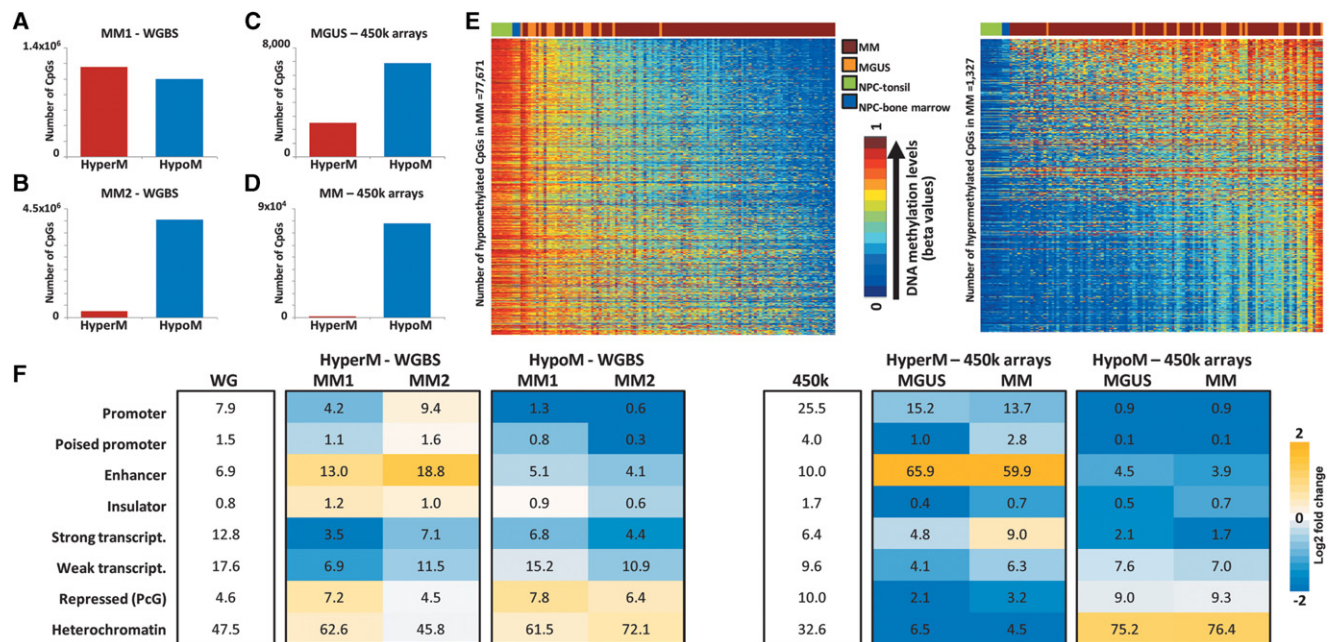 A
MM1 - WGBS
1.4x10⁶
Number of CpGs
0
HyperM HypoM
B
MM2 - WGBS
4.5x10⁶
Number of CpGs
0
HyperM HypoM
C
MGUS – 450k arrays
8,000
Number of CpGs
0
HyperM HypoM
D
MM – 450k arrays
9x10⁴
Number of CpGs
0
HyperM HypoM
E
Number of hypomethylated CpGs in MM =77,671
MM
MGUS
NPC-tonsil
NPC-bone marrow
1
0
DNA methylation levels
(beta values)
Number of hypermethylated CpGs in MM =1,327
F
HyperM - WGBS HypoM - WGBS HyperM – 450k arrays HypoM – 450k arrays
WG MM1 MM2 MM1 MM2 450k MGUS MM MGUS MM
Promoter 7.9 4.2 9.4 1.3 0.6 25.5 15.2 13.7 0.9 0.9
Poised promoter 1.5 1.1 1.6 0.8 0.3 4.0 1.0 2.8 0.1 0.1
Enhancer 6.9 13.0 18.8 5.1 4.1 10.0 65.9 59.9 4.5 3.9
Insulator 0.8 1.2 1.0 0.9 0.6 1.7 0.4 0.7 0.5 0.7
Strong transcript. 12.8 3.5 7.1 6.8 4.4 6.4 4.8 9.0 2.1 1.7
Weak transcript. 17.6 6.9 11.5 15.2 10.9 9.6 4.1 6.3 7.6 7.0
Repressed (PcG) 4.6 7.2 4.5 7.8 6.4 10.0 2.1 3.2 9.0 9.3
Heterochromatin 47.5 62.6 45.8 61.5 72.1 32.6 6.5 4.5 75.2 76.4
2
0
-2
Log2 fold change